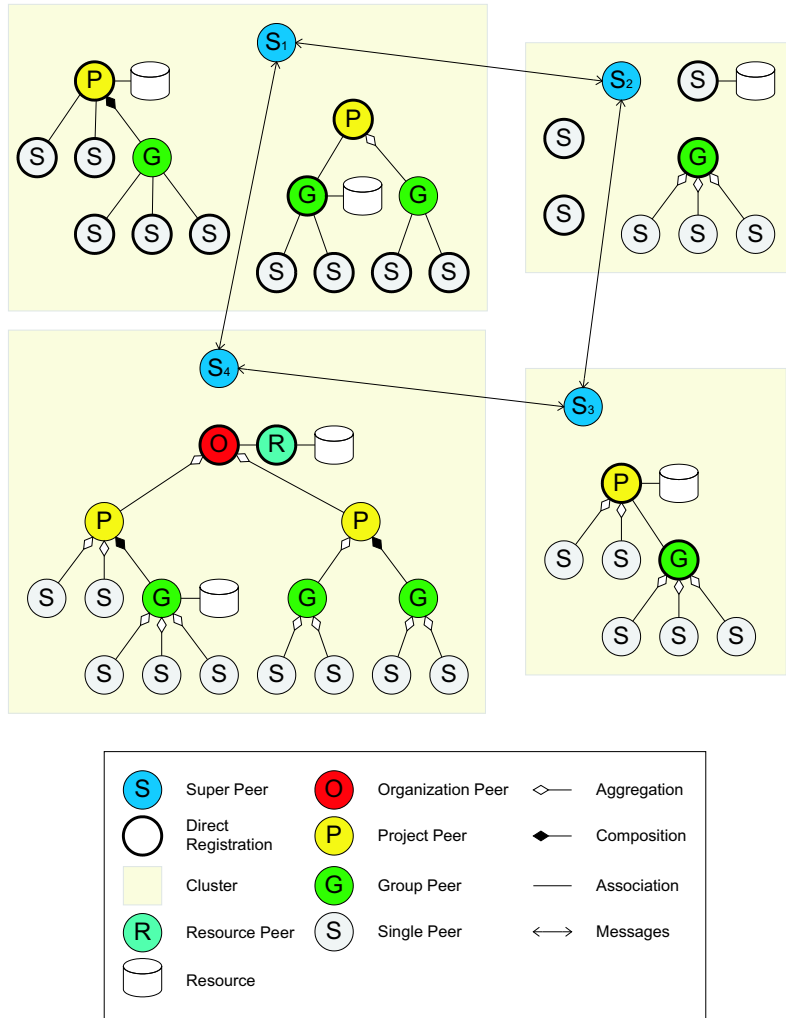 S1
S2
P
S
P
S
S
S
G
G
G
G
S
S
S
S
S
S
S
S
S
S
S
S
S4
S3
O
R
P
P
P
S
S
G
S
S
G
G
G
S
S
S
S
S
S
S
S
S
S
S Super Peer O Organization Peer Aggregation
Direct
Registration P Project Peer Composition
Cluster G Group Peer Association
R Resource Peer S Single Peer Messages
Resource